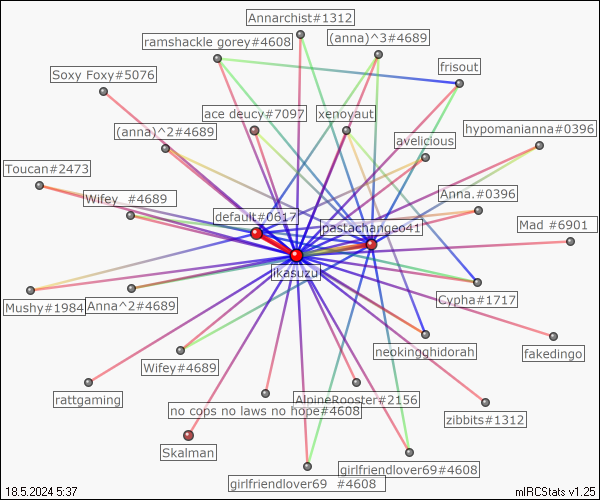 Annarchist#1312
ramshackle gorey#4608
(anna)^3#4689
frisout
Soxy Foxy#5076
ace deucy#7097
xenoyaut
(anna)^2#4689
avelicious
hypomanianna#0396
Toucan#2473
Wifey_#4689
Anna.#0396
default#0617
pastachangeo41
Mad #6901
ikasuzu
Mushy#1984
Anna^2#4689
Cypha#1717
neokingghidorah
fakedingo
Wifey#4689
rattgaming
no cops no laws no hope#4608
AlpineRooster#2156
zibbits#1312
Skalman
girlfriendlover69_#4608
girlfriendlover69#4608
18.5.2024 5:37
mIRCStats v1.25